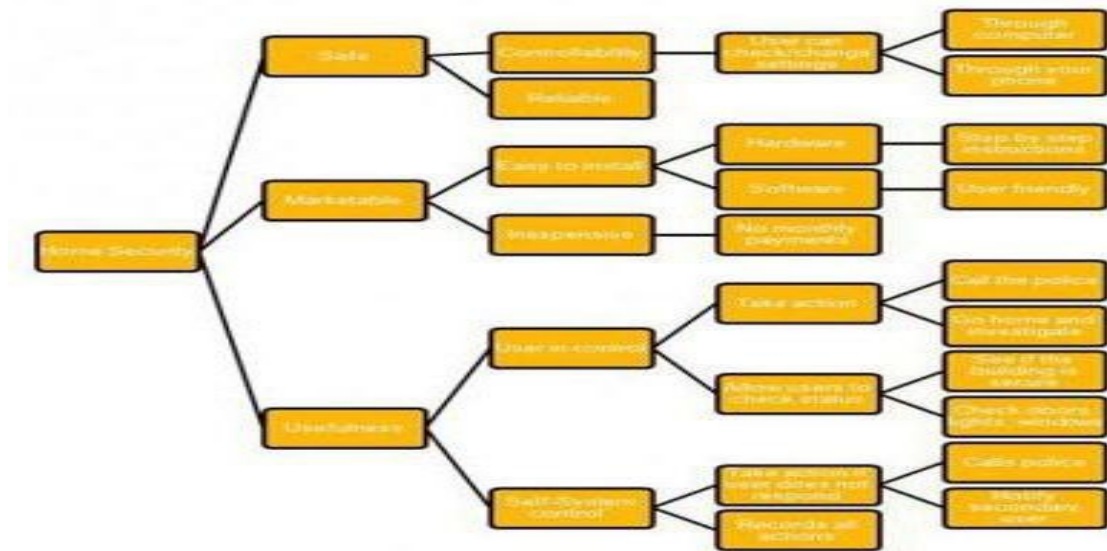 Through
computer
Safe
Controllability
User can
check/change
settings
Through your
phone
Reliable
Easy to install
Hardware
Step by step
instructions
Marketable
Software
User friendly
Inexpensive
No monthly
payments
Home Security
Call the police
Take action
Go home and
investigate
User in control
See if the
building is
secure
Allow users to
check status
Check doors,
lights, windows
Usefulness
Calls police
Take action if
user does not
respond
Self-System
control
Notify
secondary
user
Records all
actions